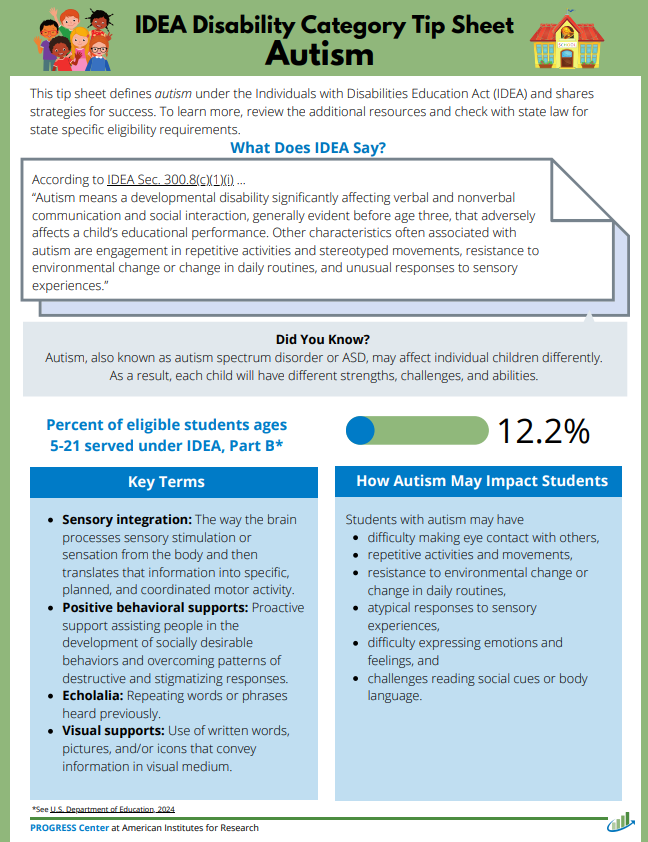 IDEA Disability Category Tip Sheet
Autism
SCHOOL
This tip sheet defines autism under the Individuals with Disabilities Education Act (IDEA) and shares
strategies for success. To learn more, review the additional resources and check with state law for
state specific eligibility requirements.
What Does IDEA Say?
According to IDEA Sec. 300.8(c)(1)(i) ...
“Autism means a developmental disability significantly affecting verbal and nonverbal
communication and social interaction, generally evident before age three, that adversely
affects a child’s educational performance. Other characteristics often associated with
autism are engagement in repetitive activities and stereotyped movements, resistance to
environmental change or change in daily routines, and unusual responses to sensory
experiences.”
Did You Know?
Autism, also known as autism spectrum disorder or ASD, may affect individual children differently.
As a result, each child will have different strengths, challenges, and abilities.
Percent of eligible students ages
5-21 served under IDEA, Part B*
12.2%
Key Terms
• Sensory integration: The way the brain
processes sensory stimulation or
sensation from the body and then
translates that information into specific,
planned, and coordinated motor activity.
• Positive behavioral supports: Proactive
support assisting people in the
development of socially desirable
behaviors and overcoming patterns of
destructive and stigmatizing responses.
• Echolalia: Repeating words or phrases
heard previously.
• Visual supports: Use of written words,
pictures, and/or icons that convey
information in visual medium.
How Autism May Impact Students
Students with autism may have
• difficulty making eye contact with others,
• repetitive activities and movements,
• resistance to environmental change or
change in daily routines,
• atypical responses to sensory
experiences,
• difficulty expressing emotions and
feelings, and
• challenges reading social cues or body
language.
*See U.S. Department of Education, 2024
PROGRESS Center at American Institutes for Research